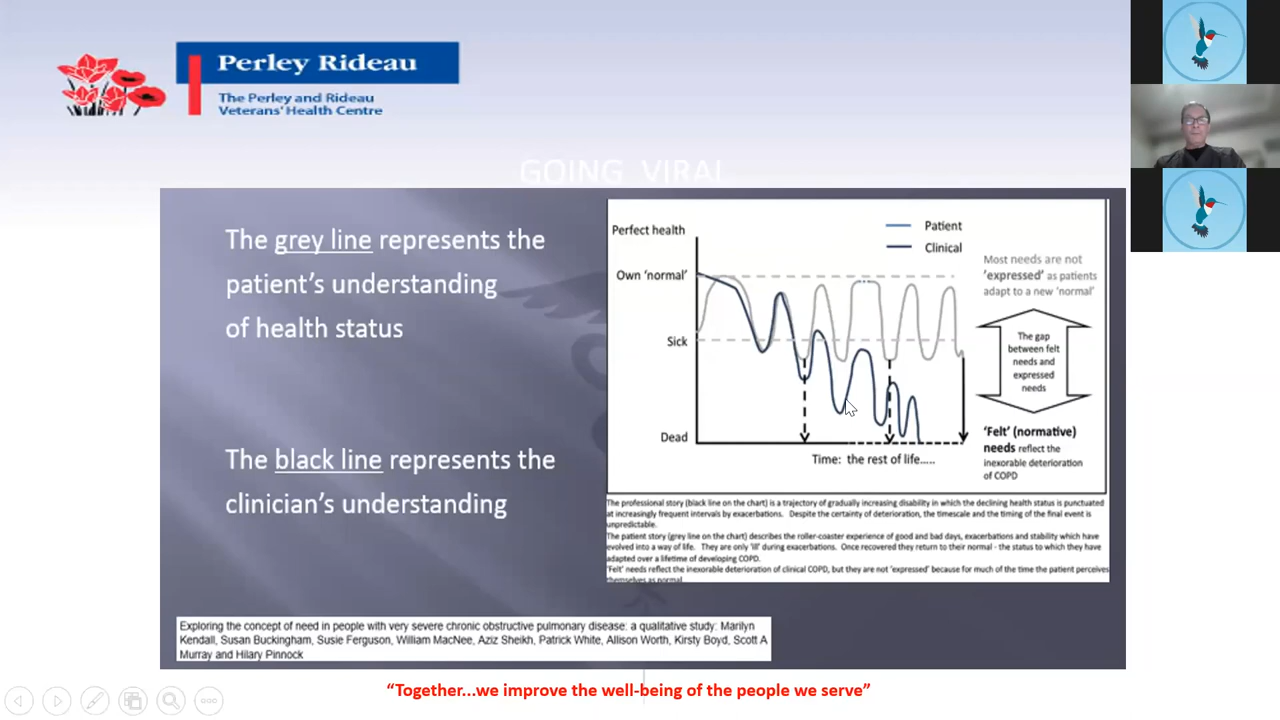 Perley Rideau
The Perley and Rideau
Veterans' Health Centre
GOING VIRAL
The grey line represents the
patient's understanding
of health status
The black line represents the
clinician's understanding
Perfect health
Own 'normal'
Sick
Dead
Patient
Clinical
Time: the rest of life.....
Most needs are not
'expressed' as patients
adapt to a new 'normal'
The gap
between felt
needs and
expressed
needs
'Felt' (normative)
needs reflect the
inexorable deterioration
of COPD
The professional story (black line on the chart) is a trajectory of gradually increasing disability in which the declining health status is punctuated
at increasingly frequent intervals by exacerbations. Despite the certainty of deterioration, the timescale and the timing of the final event is
unpredictable.
The patient story (grey line on the chart) describes the roller-coaster experience of good and bad days, exacerbations and stability which have
evolved into a way of life. They are only 'ill' during exacerbations. Once recovered they return to their normal - the status to which they have
adapted over a lifetime of developing COPD.
'Felt' needs reflect the inexorable deterioration of clinical COPD, but they are not 'expressed' because for much of the time the patient perceives
themselves as normal
Exploring the concept of need in people with very severe chronic obstructive pulmonary disease: a qualitative study: Marilyn
Kendall, Susan Buckingham, Susie Ferguson, William MacNee, Aziz Sheikh, Patrick White, Allison Worth, Kirsty Boyd, Scott A
Murray and Hilary Pinnock
“Together...we improve the well-being of the people we serve”